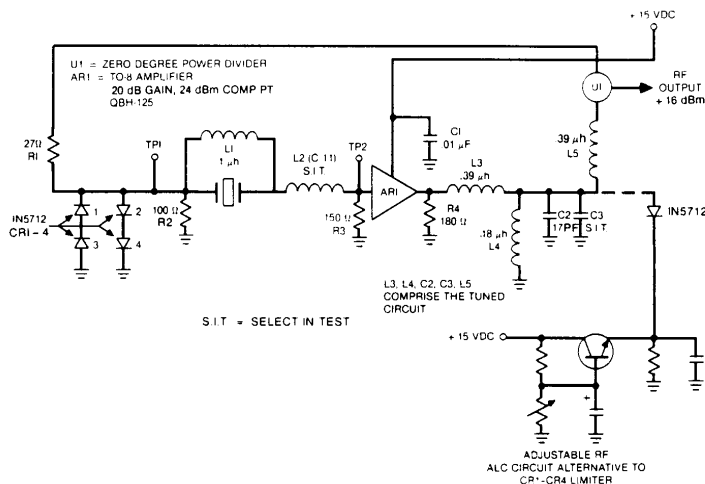 + 15 VDC
U1 = ZERO DEGREE POWER DIVIDER
AR1 = TO-8 AMPLIFIER
20 dB GAIN, 24 dBm COMP PT
QBH-125
U1
RF
OUTPUT
+ 16 dBm
27Ω
R1
TP1
L1
1 μh
L2 (C 11)
S.I.T.
TP2
C1
.01 μF
.39 μh
L5
L3
.39 μh
AR1
IN5712
CR1-4
1
2
3
4
100 Ω
R2
150 Ω
R3
R4
180 Ω
.18 μh
L4
C2
17PF
C3
S.I.T.
IN5712
L3, L4, C2, C3, L5
COMPRISE THE TUNED
CIRCUIT
S.I.T = SELECT IN TEST
+ 15 VDC
+
ADJUSTABLE RF
ALC CIRCUIT ALTERNATIVE TO
CR1-CR4 LIMITER